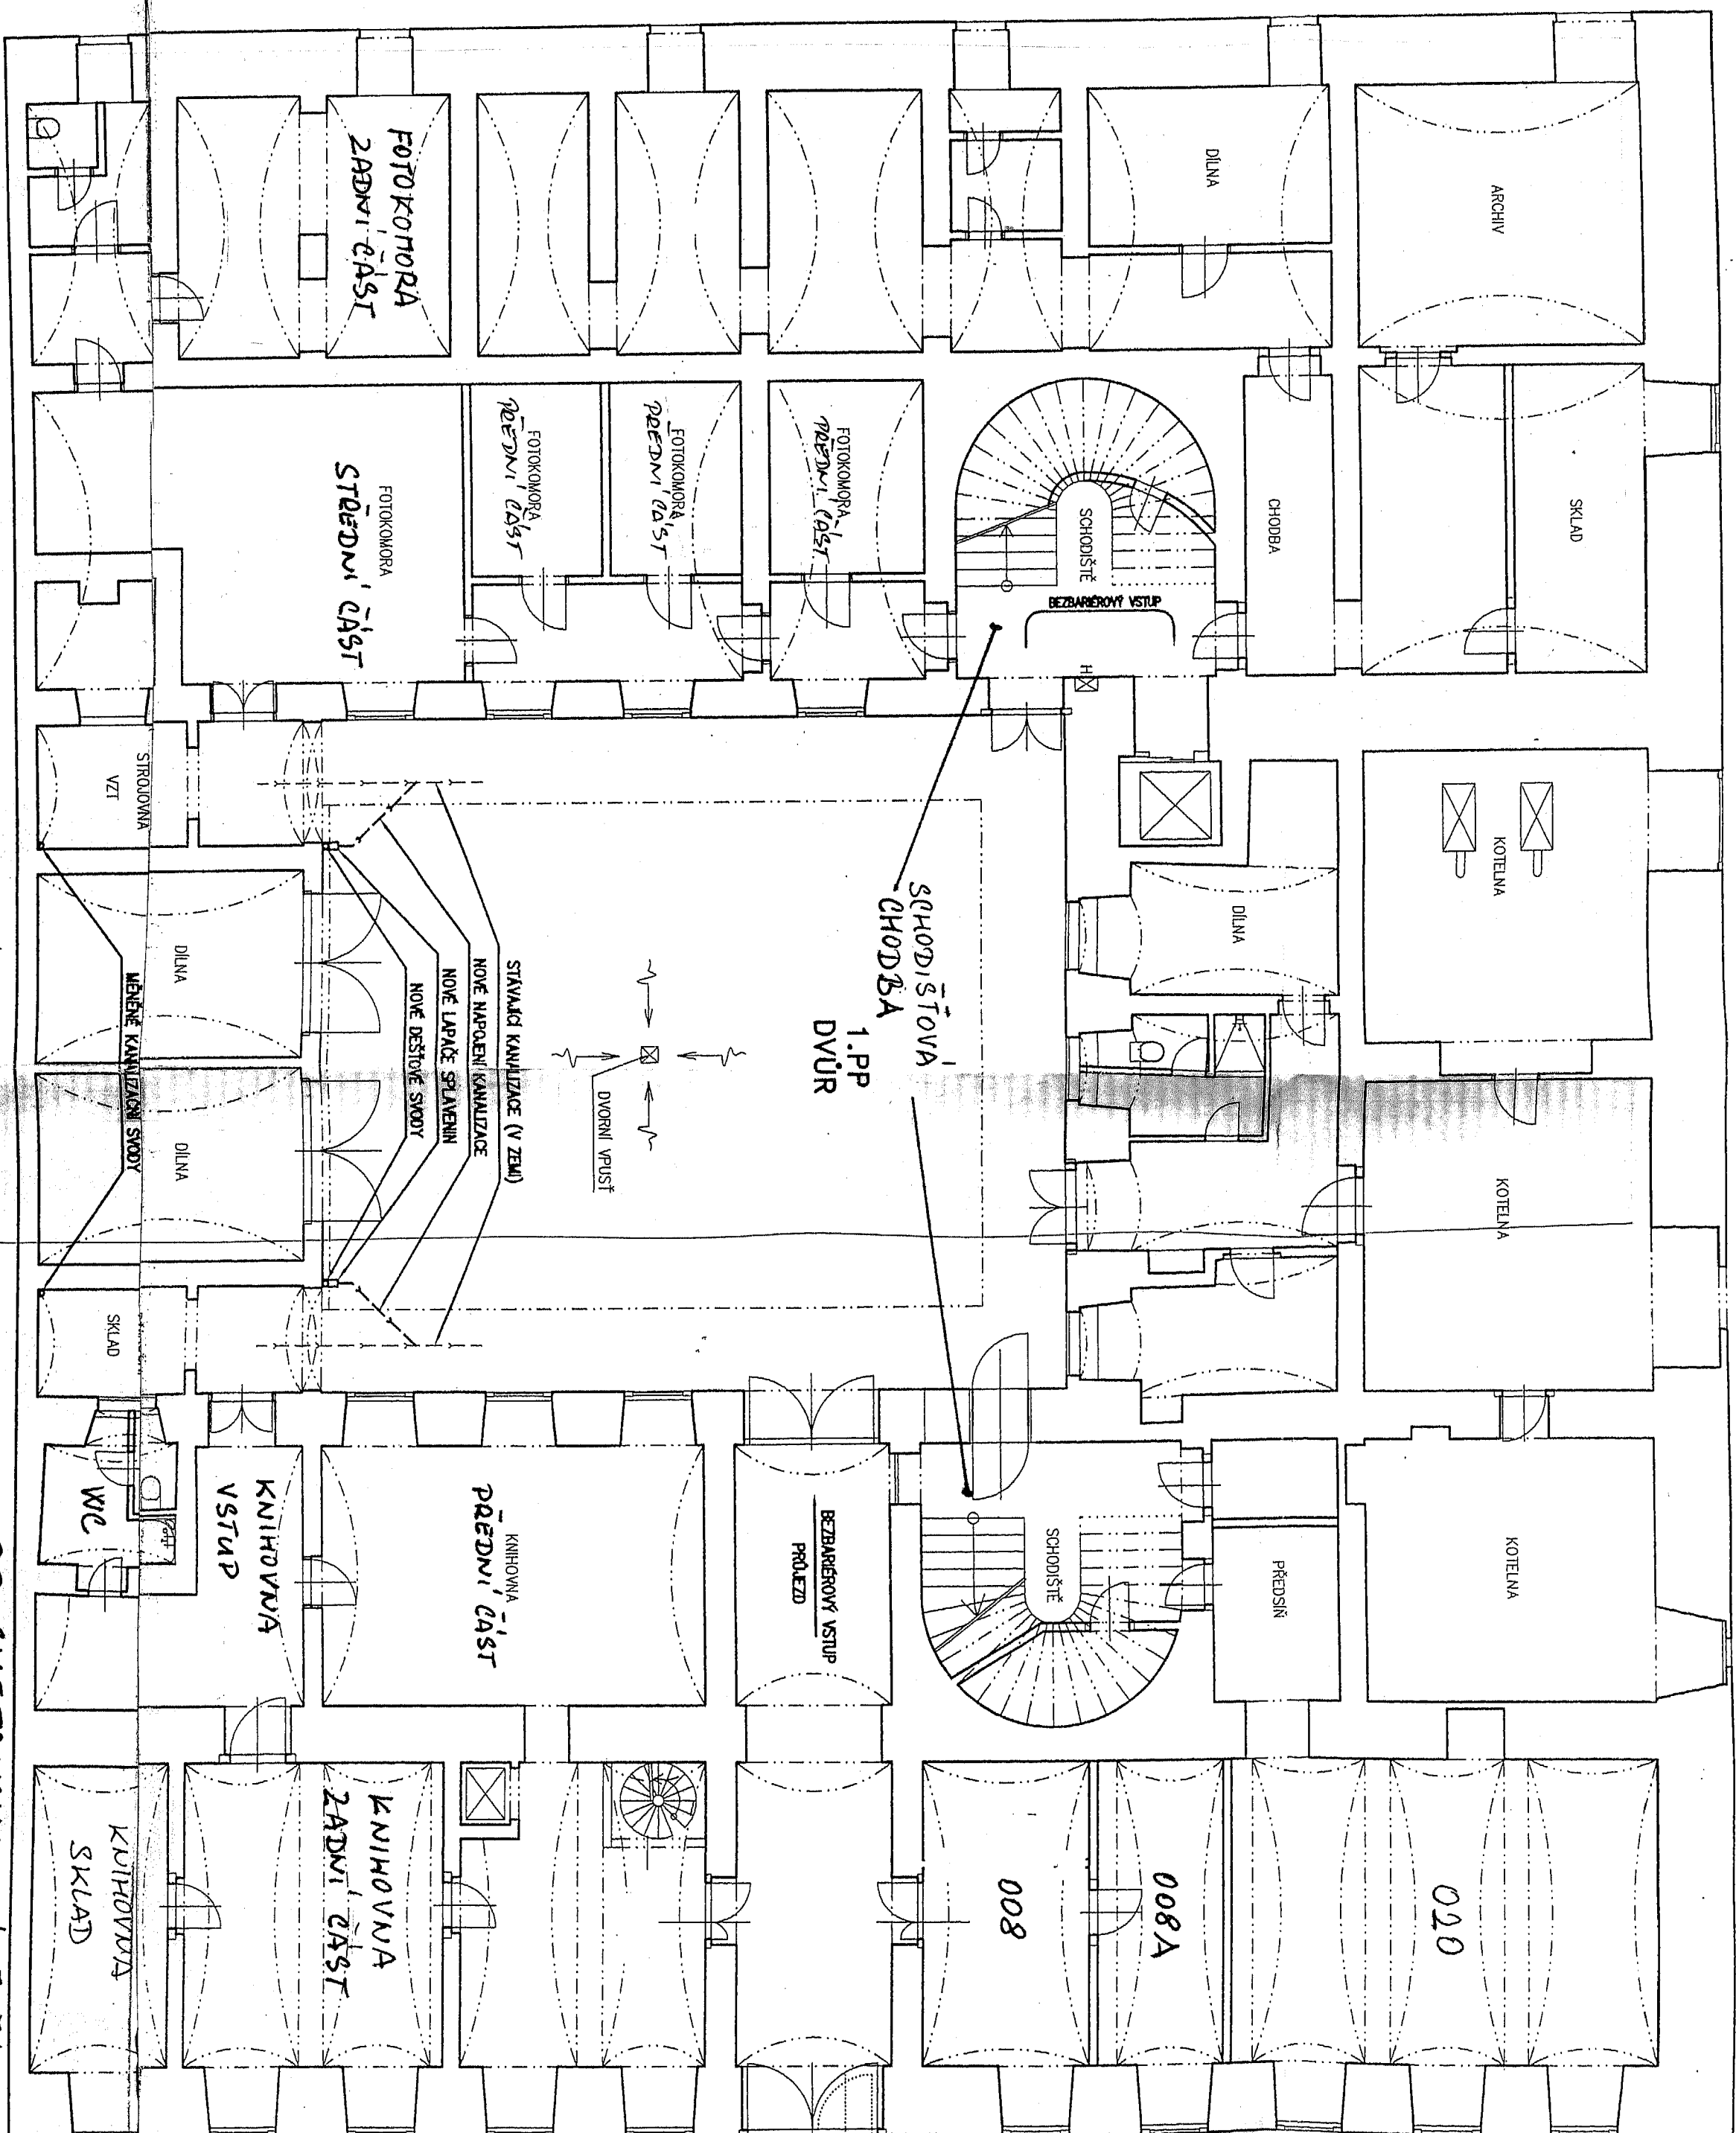 ARCHIV
SKLAD
KOTELNA
KOTELNA
KOTELNA
020
DÍLNA
CHODBA
DÍLNA
PŘEDSÍŇ
008A
SCHODIŠTĚ
BEZBARIÉROVÝ VSTUP
H
SCHODIŠTĚ
008
SCHODIŠŤOVÁ
CHODBA
1.PP
DVŮR
FOTOKOMORA
PŘEDNÍ ČÁST
BEZBARIÉROVÝ VSTUP
PRŮJEZD
FOTOKOMORA
PŘEDNÍ ČÁST
DVORNÍ VPUSŤ
FOTOKOMORA
PŘEDNÍ ČÁST
STÁVAJÍCÍ KANALIZACE (V ZEMI)
NOVÉ NAPOJENÍ KANALIZACE
NOVÉ LAPAČE SPLAVENIN
NOVÉ DEŠŤOVÉ SVODY
KNIHOVNA
PŘEDNÍ ČÁST
FOTOKOMORA
ZADNÍ ČÁST
FOTOKOMORA
STŘEDNÍ ČÁST
KNIHOVNA
ZADNÍ ČÁST
KNIHOVNA
VSTUP
STROJOVNA
VZT
DÍLNA
DÍLNA
MĚNĚNÉ KANALIZAČNÍ SVODY
SKLAD
WC
KNIHOVNA
SKLAD